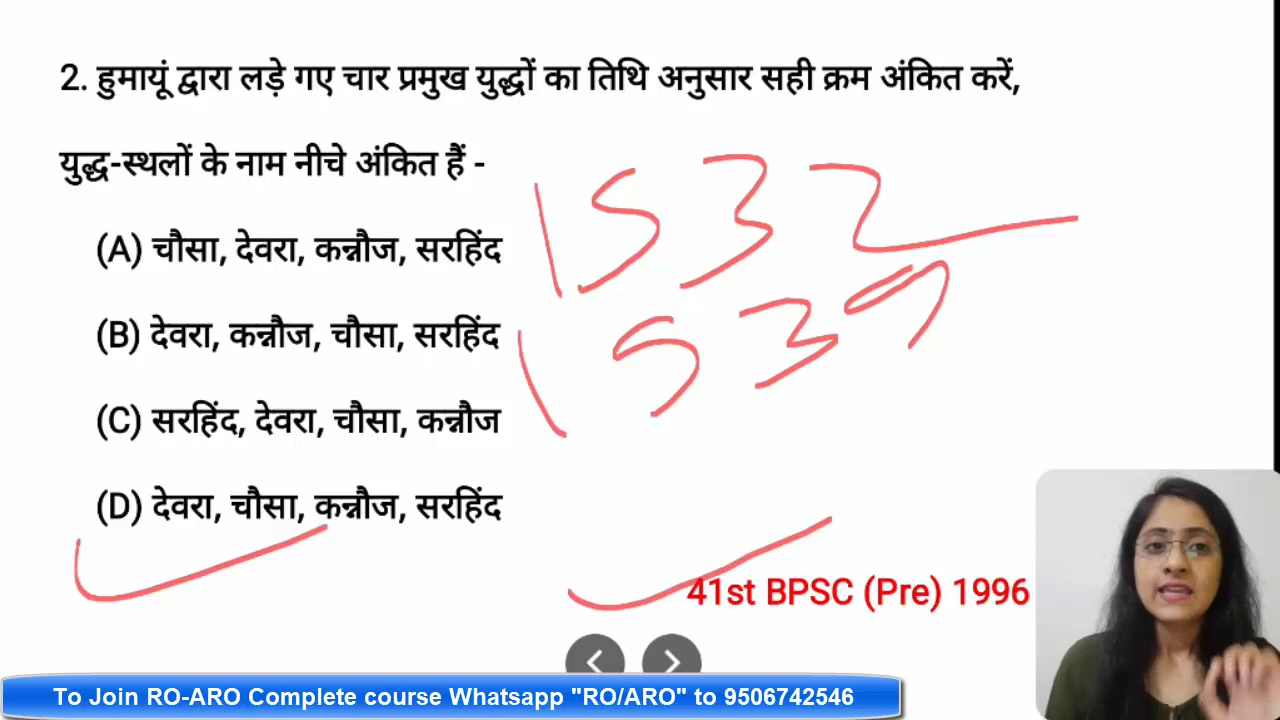 2. हुमायूं द्वारा लड़े गए चार प्रमुख युद्धों का तिथि अनुसार सही क्रम अंकित करें,
युद्ध-स्थलों के नाम नीचे अंकित हैं -
1532
(A) चौसा, देवरा, कन्नौज, सरहिंद
1539
(B) देवरा, कन्नौज, चौसा, सरहिंद
(C) सरहिंद, देवरा, चौसा, कन्नौज
(D) देवरा, चौसा, कन्नौज, सरहिंद
41st BPSC (Pre) 1996
To Join RO-ARO Complete course Whatsapp "RO/ARO" to 9506742546